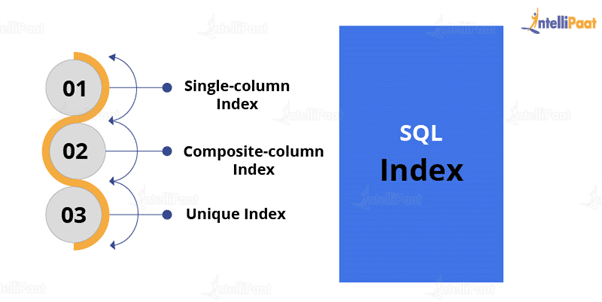 intelliPaat
01
Single-column
Index
02
Composite-column
Index
03
Unique Index
SQL
Index